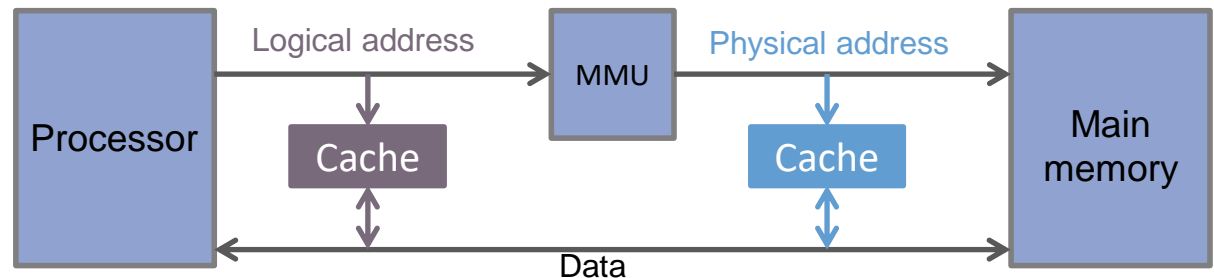 Logical address
Physical address
MMU
Processor
Cache
Cache
Main
memory
Data